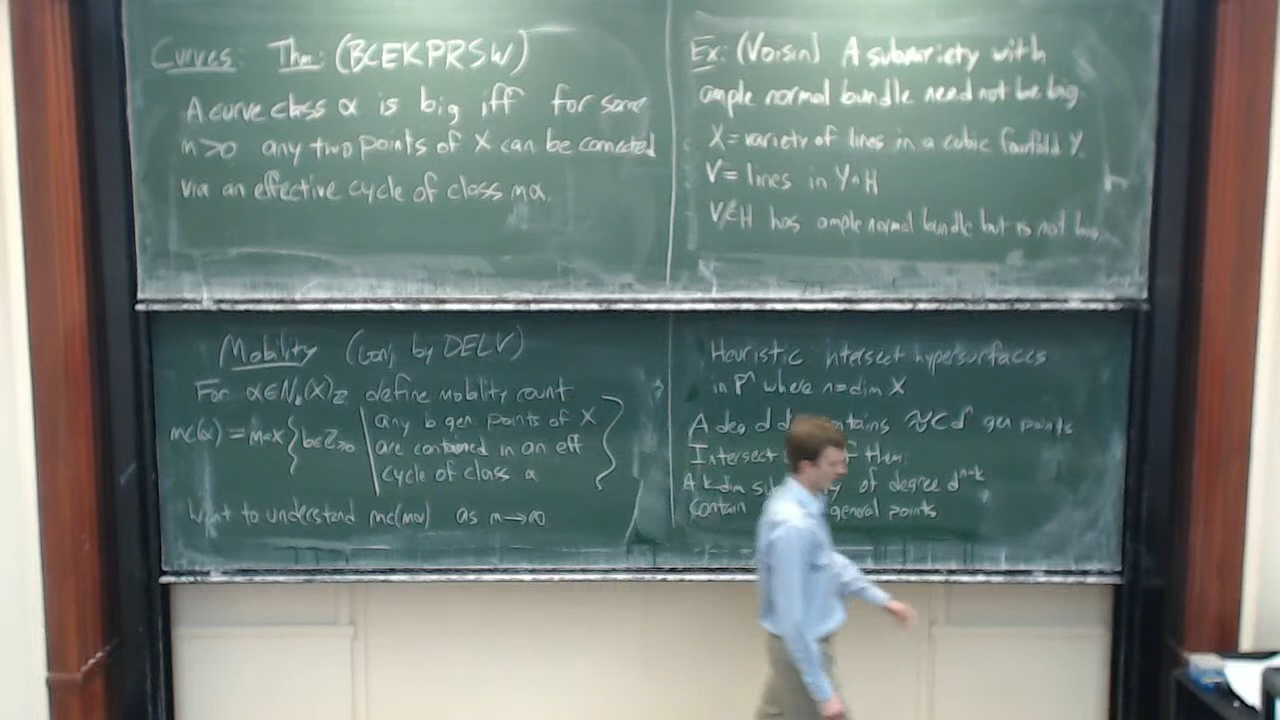 Curves: Thm: (BCEKPRSW)
A curve class α is big iff for some
m>0 any two points of X can be connected
via an effective cycle of class mα.
Ex: (Voisin) A subvariety with
ample normal bundle need not be big
X = variety of lines in a cubic fourfold Y.
V = lines in Y∩H
has ample normal bundle but is not big.
Mobility (conj by DELV)
For α∈N_k(X)_Z define mobility count
mc(α) = max { b∈Z≥0 | any b gen. points of X
are contained in an eff
cycle of class α }
Want to understand mc(mα) as m→∞
Heuristic intersect hypersurfaces
in Pⁿ where n=dim X
A deg d ≈Cdⁿ gen points
Intersect of them.
A k-dim of degree d^{n-k}
contain general points